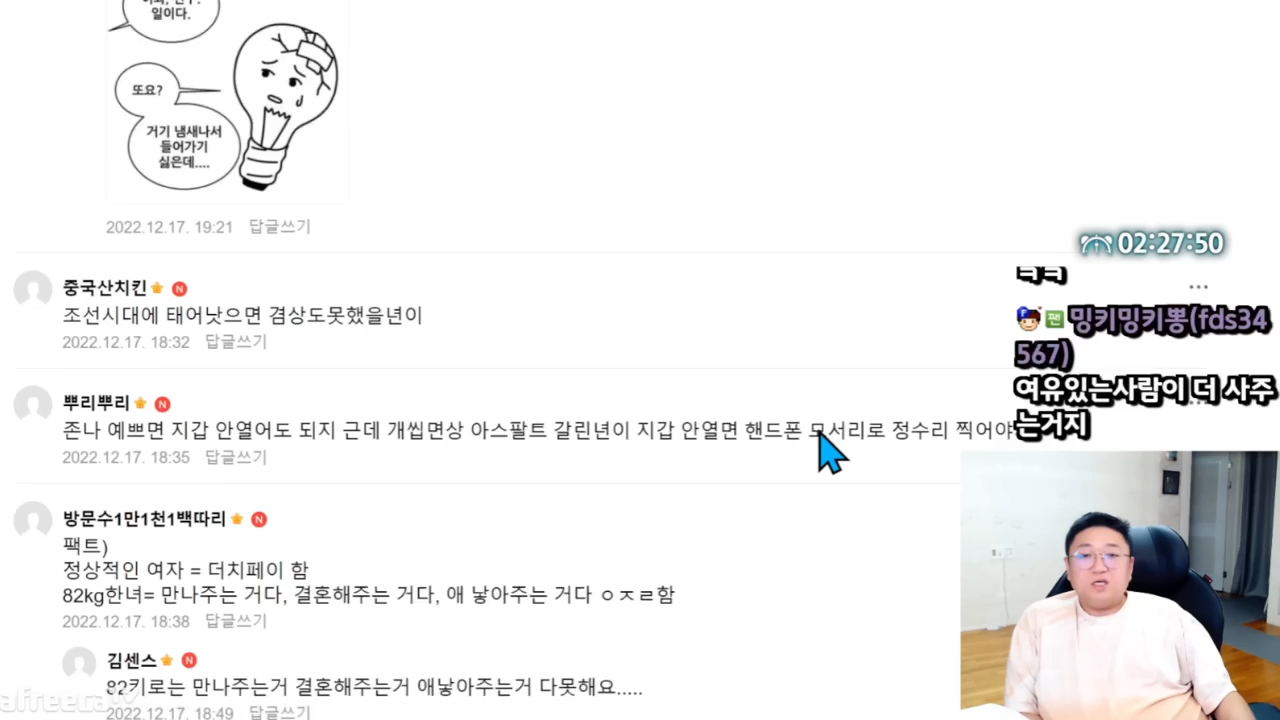 일이다.
또요?
거기 냄새나서
들어가기
싫은데....
2022.12.17. 19:21 답글쓰기
02:27:50
ㅋㅋ
중국산치킨 N
조선시대에 태어낫으면 겸상도못했을년이
2022.12.17. 18:32 답글쓰기
F 팬 밍키밍키뽕(fds34
567)
여유있는사람이 더 사주
는거지
뿌리뿌리 N
존나 예쁘면 지갑 안열어도 되지 근데 개씹면상 아스팔트 갈린년이 지갑 안열면 핸드폰 모서리로 정수리 찍어야
2022.12.17. 18:35 답글쓰기
방문수1만1천1백따리 N
팩트)
정상적인 여자 = 더치페이 함
82kg한녀= 만나주는 거다, 결혼해주는 거다, 애 낳아주는 거다 ㅇㅈㄹ함
2022.12.17. 18:38 답글쓰기
김센스 N
82키로는 만나주는거 결혼해주는거 애낳아주는거 다못해요.....
afreecaTV
2022.12.17. 18:49 답글쓰기